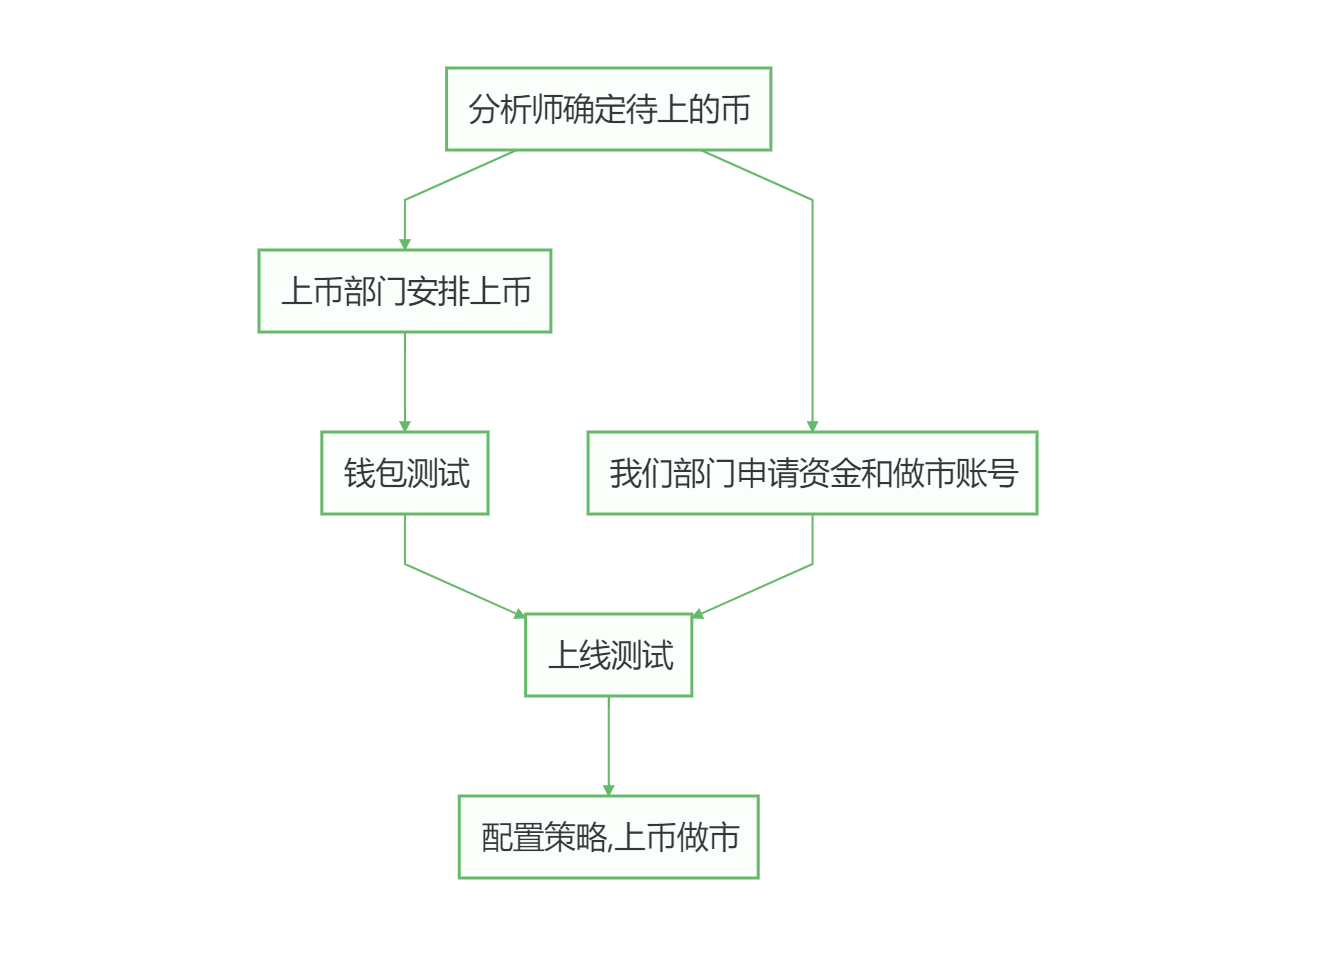 分析师确定待上的币
上币部门安排上币
钱包测试
我们部门申请资金和做市账号
上线测试
配置策略,上币做市